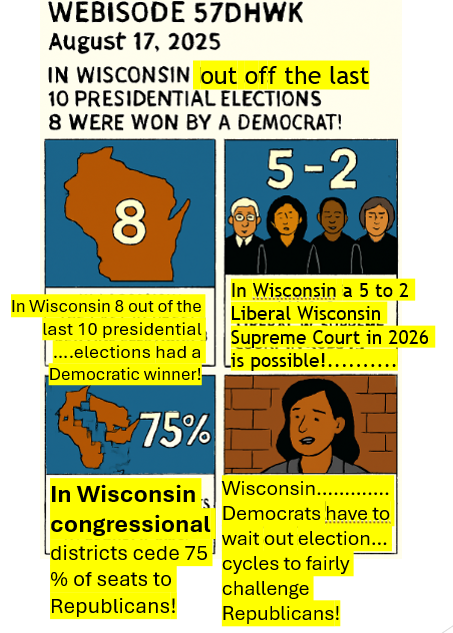 WEBISODE 57DHWK
August 17, 2025
IN WISCONSIN out off the last
10 PRESIDENTIAL ELECTIONS
8 WERE WON BY A DEMOCRAT!
8
In Wisconsin 8 out of the
last 10 presidential
....elections had a
Democratic winner!
5-2
In Wisconsin a 5 to 2
Liberal Wisconsin
Supreme Court in 2026
is possible!..........
75%
In Wisconsin
congressional
districts cede 75
% of seats to
Republicans!
Wisconsin.............
Democrats have to
wait out election...
cycles to fairly
challenge
Republicans!